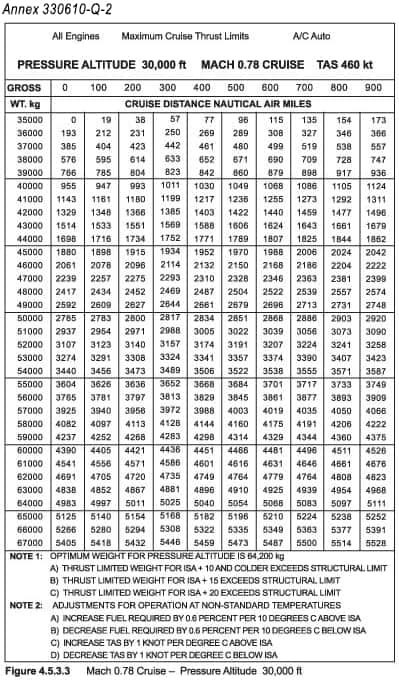 Annex 330610-Q-2
All Engines Maximum Cruise Thrust Limits A/C Auto
PRESSURE ALTITUDE 30,000 ft MACH 0.78 CRUISE TAS 460 kt
GROSS 0 100 200 300 400 500 600 700 800 900
WT. kg CRUISE DISTANCE NAUTICAL AIR MILES
35000 0 19 38 57 77 96 115 135 154 173
36000 193 212 231 250 269 289 308 327 346 366
37000 385 404 423 442 461 480 499 519 538 557
38000 576 595 614 633 652 671 690 709 728 747
39000 766 785 804 823 842 860 879 898 917 936
40000 955 947 993 1011 1030 1049 1068 1086 1105 1124
41000 1143 1161 1180 1199 1217 1236 1255 1273 1292 1311
42000 1329 1348 1366 1385 1403 1422 1440 1459 1477 1496
43000 1514 1533 1551 1569 1588 1606 1624 1643 1661 1679
44000 1698 1716 1734 1752 1771 1789 1807 1825 1844 1862
45000 1880 1898 1915 1934 1952 1970 1988 2006 2024 2042
46000 2061 2078 2096 2114 2132 2150 2168 2186 2204 2222
47000 2239 2257 2275 2293 2310 2328 2346 2363 2381 2399
48000 2417 2434 2452 2469 2487 2504 2522 2539 2557 2574
49000 2592 2609 2627 2644 2661 2679 2696 2713 2731 2748
50000 2765 2783 2800 2817 2834 2851 2868 2886 2903 2920
51000 2937 2954 2971 2988 3005 3022 3039 3056 3073 3090
52000 3107 3123 3140 3157 3174 3191 3207 3224 3241 3258
53000 3274 3291 3308 3324 3341 3357 3374 3390 3407 3423
54000 3440 3456 3473 3489 3506 3522 3538 3555 3571 3587
55000 3604 3626 3636 3652 3668 3684 3701 3717 3733 3749
56000 3765 3781 3797 3813 3829 3845 3861 3877 3893 3909
57000 3925 3940 3956 3972 3988 4003 4019 4035 4050 4066
58000 4082 4097 4113 4128 4144 4160 4175 4191 4206 4222
59000 4237 4252 4268 4283 4298 4314 4329 4344 4360 4375
60000 4390 4405 4421 4436 4451 4466 4481 4496 4511 4526
61000 4541 4556 4571 4586 4601 4616 4631 4646 4661 4676
62000 4691 4705 4720 4735 4749 4764 4779 4764 4808 4823
63000 4838 4852 4867 4881 4896 4910 4925 4939 4954 4968
64000 4983 4997 5011 5025 5040 5054 5068 5083 5097 5111
65000 5125 5140 5154 5168 5182 5196 5210 5224 5238 5252
66000 5266 5280 5294 5308 5322 5335 5349 5363 5377 5391
67000 5405 5418 5432 5446 5459 5473 5487 5500 5514 5528
NOTE 1: OPTIMUM WEIGHT FOR PRESSURE ALTITUDE IS 64,200 kg
A) THRUST LIMITED WEIGHT FOR ISA + 10 AND COLDER EXCEEDS STRUCTURAL LIMIT
B) THRUST LIMITED WEIGHT FOR ISA + 15 EXCEEDS STRUCTURAL LIMIT
C) THRUST LIMITED WEIGHT FOR ISA + 20 EXCEEDS STRUCTURAL LIMIT
NOTE 2: ADJUSTMENTS FOR OPERATION AT NON-STANDARD TEMPERATURES
A) INCREASE FUEL REQUIRED BY 0.6 PERCENT PER 10 DEGREES C ABOVE ISA
B) DECREASE FUEL REQUIRED BY 0.6 PERCENT PER 10 DEGREES C BELOW ISA
C) INCREASE TAS BY 1 KNOT PER DEGREE C ABOVE ISA
D) DECREASE TAS BY 1 KNOT PER DEGREE C BELOW ISA
Figure 4.5.3.3 Mach 0.78 Cruise – Pressure Altitude 30,000 ft